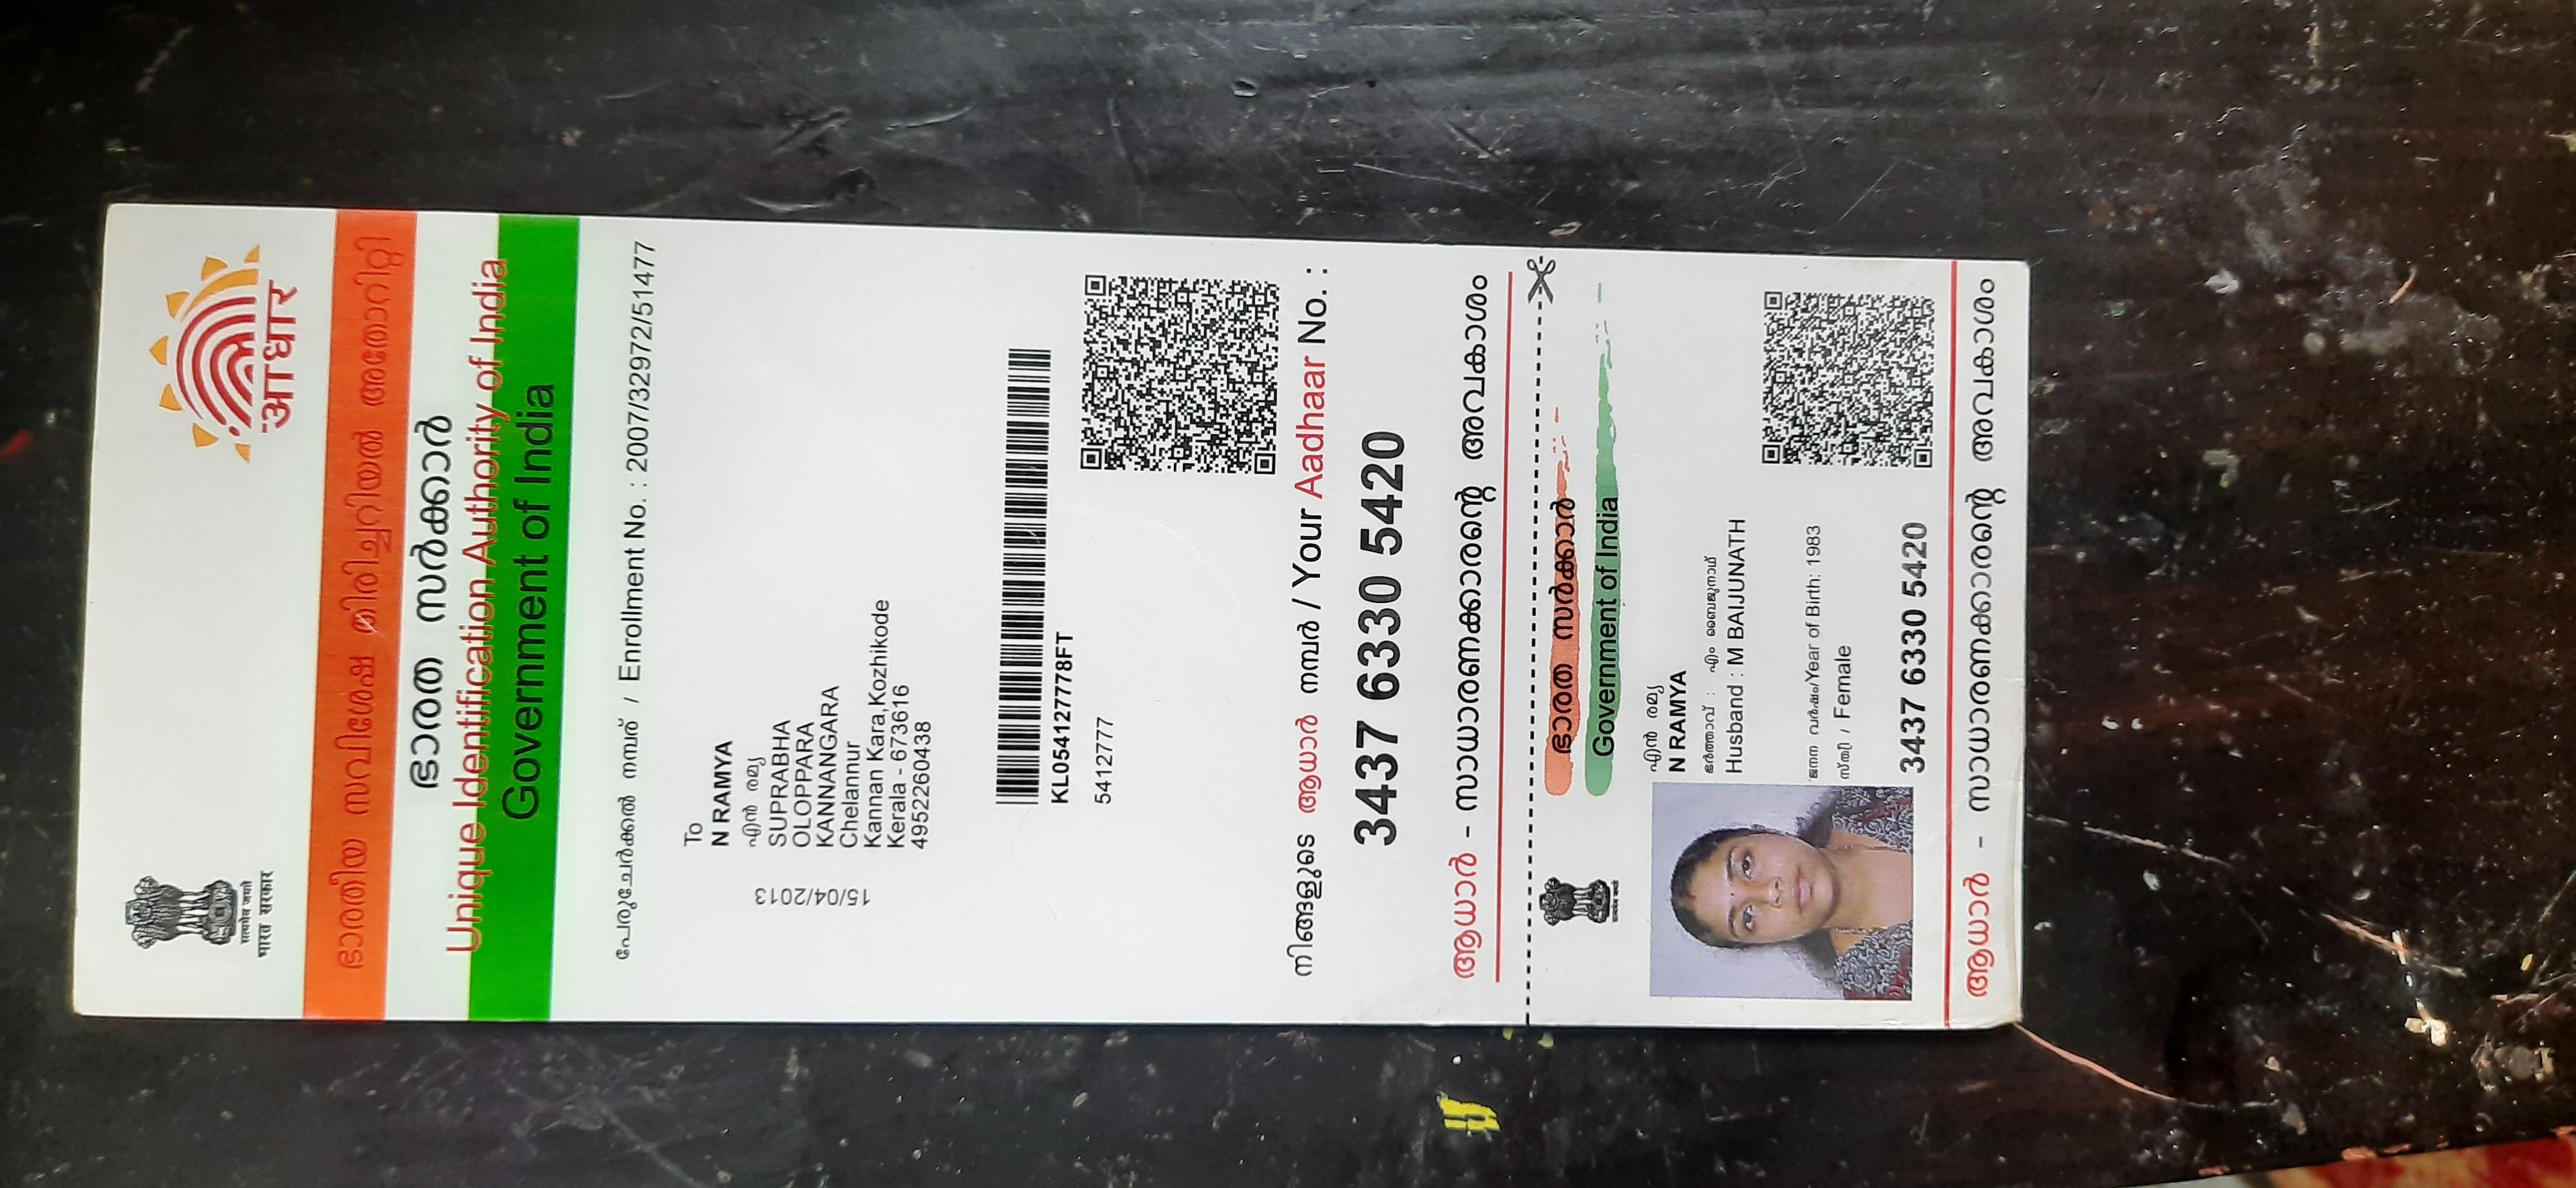 सत्यमेव जयते
भारत सरकार
आधार
ഭാരതീയ സവിശേഷ തിരിച്ചറിയൽ അതോറിറ്റി
ഭാരത സർക്കാർ
Unique Identification Authority of India
Government of India
പേരുചേർക്കൽ നമ്പര് / Enrollment No. : 2007/32972/51477
To
N RAMYA
എൻ രമ്യ
SUPRABHA
OLOPPARA
KANNANGARA
Chelannur
Kannan Kara,Kozhikode
Kerala - 673616
4952260438
15/04/2013
KL054127778FT
5412777
നിങ്ങളുടെ ആധാർ നമ്പർ / Your Aadhaar No. :
3437 6330 5420
ആധാർ - സാധാരണക്കാരന്റെ അവകാശം
ഭാരത സർക്കാർ
Government of India
सत्यमेव जयते
എൻ രമ്യ
N RAMYA
ഭർത്താവ് : എം ബൈജുനാഥ്
Husband : M BAIJUNATH
ജനന വർഷം/Year of Birth: 1983
സ്ത്രീ / Female
3437 6330 5420
ആധാർ - സാധാരണക്കാരന്റെ അവകാശം